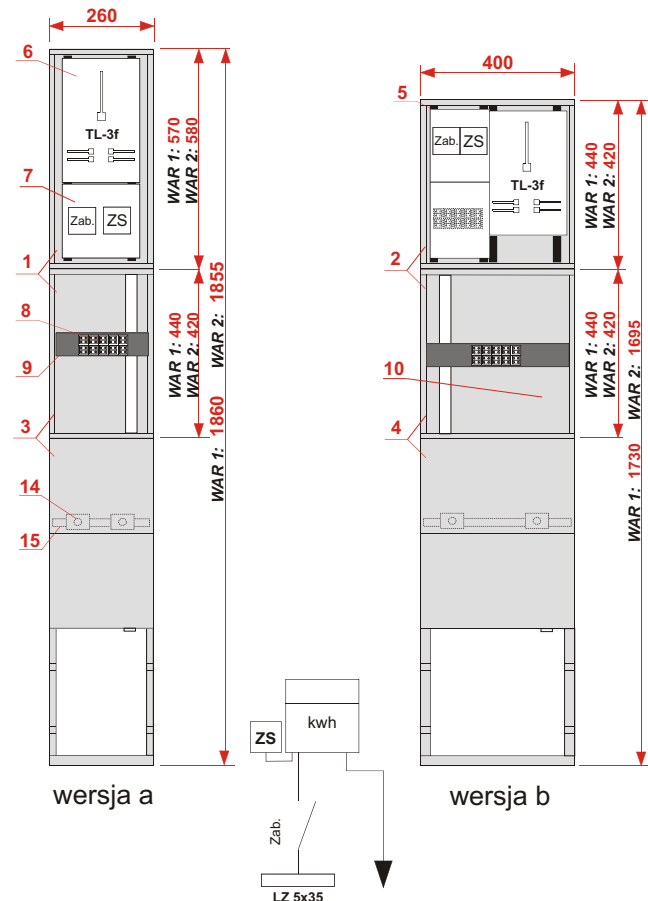 260
6
TL-3f
7
Zab.
ZS
1
8
9
3
14
15
WAR 1: 570
WAR 2: 580
WAR 1: 440
WAR 2: 420
WAR 1: 1860 WAR 2: 1855
wersja a
400
5
Zab.
ZS
TL-3f
2
10
4
WAR 1: 440
WAR 2: 420
WAR 1: 440
WAR 2: 420
WAR 1: 1730 WAR 2: 1695
wersja b
kwh
ZS
Zab.
LZ 5x35